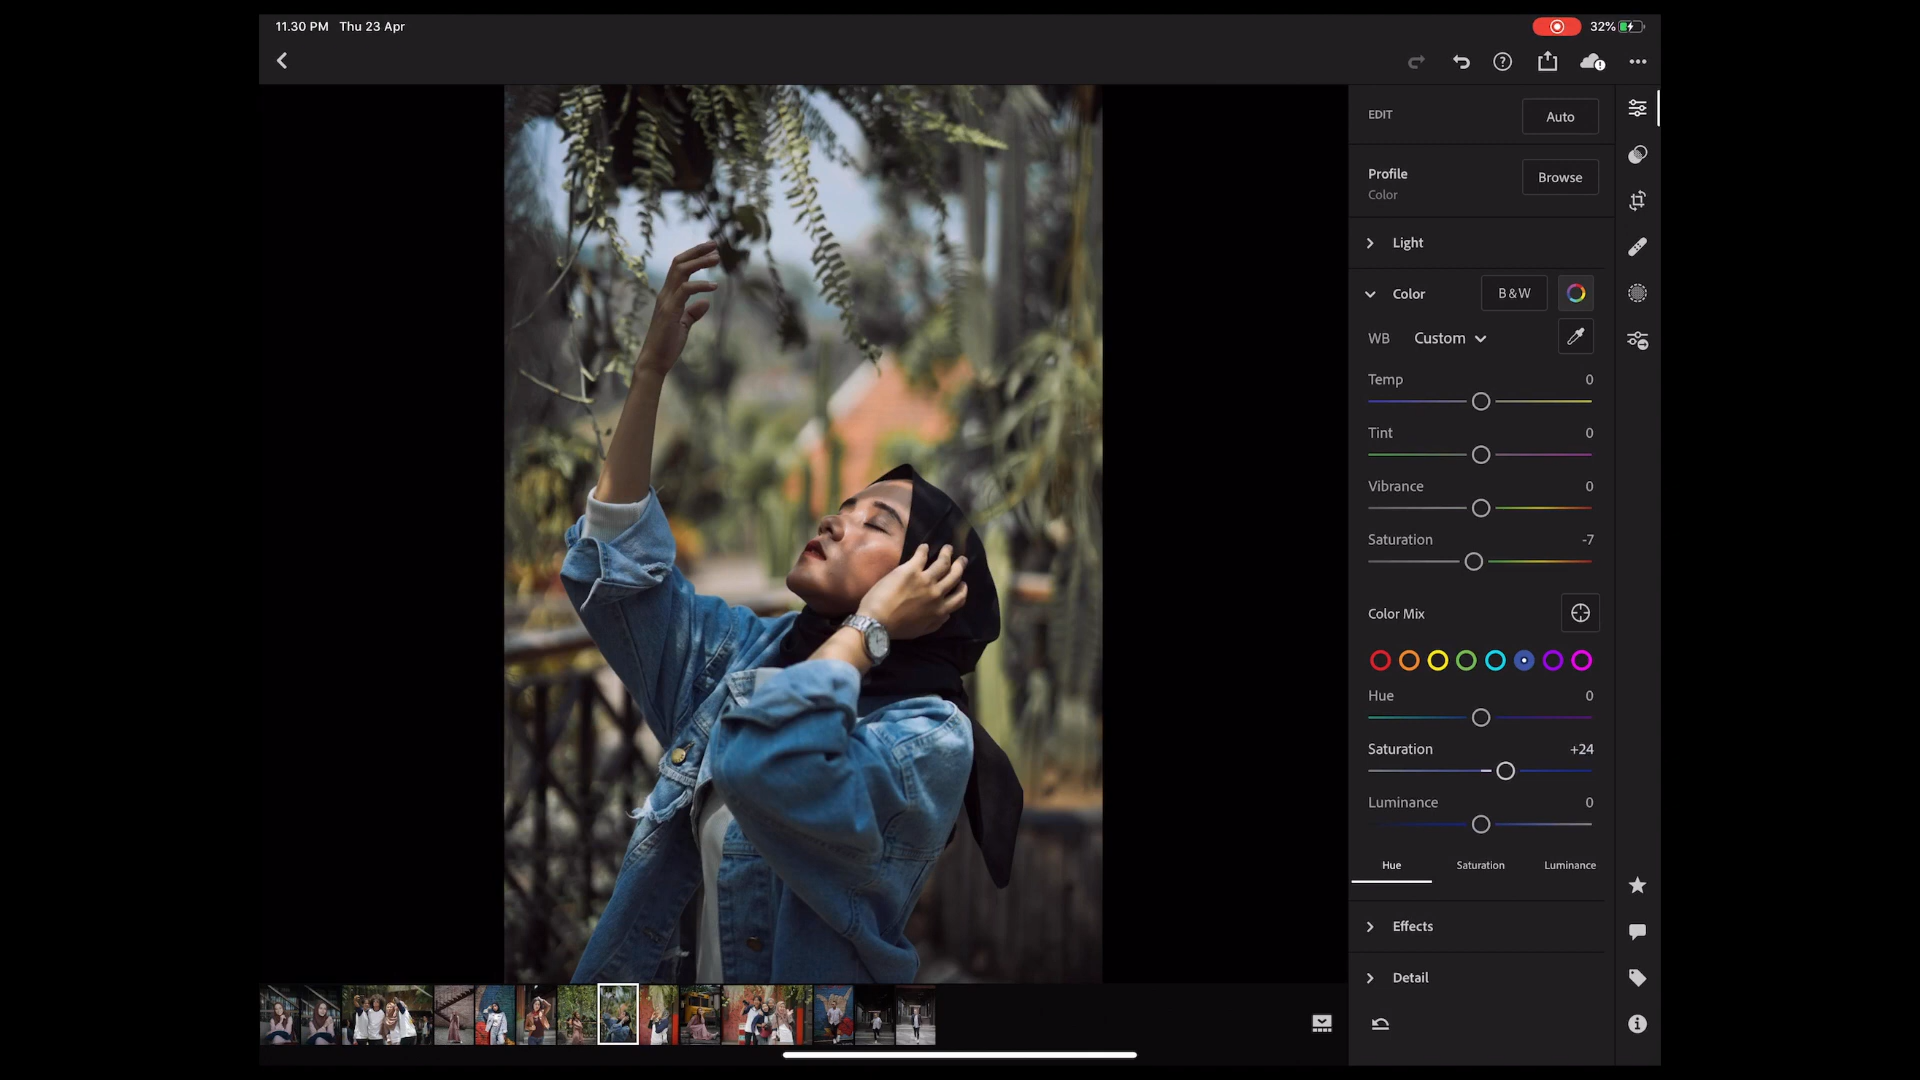 11.30 PM Thu 23 Apr
32%
EDIT
Auto
Profile
Color
Browse
Light
Color
B&W
WB
Custom
Temp
0
Tint
0
Vibrance
0
Saturation
-7
Color Mix
Hue
0
Saturation
+24
Luminance
0
Hue
Saturation
Luminance
Effects
Detail